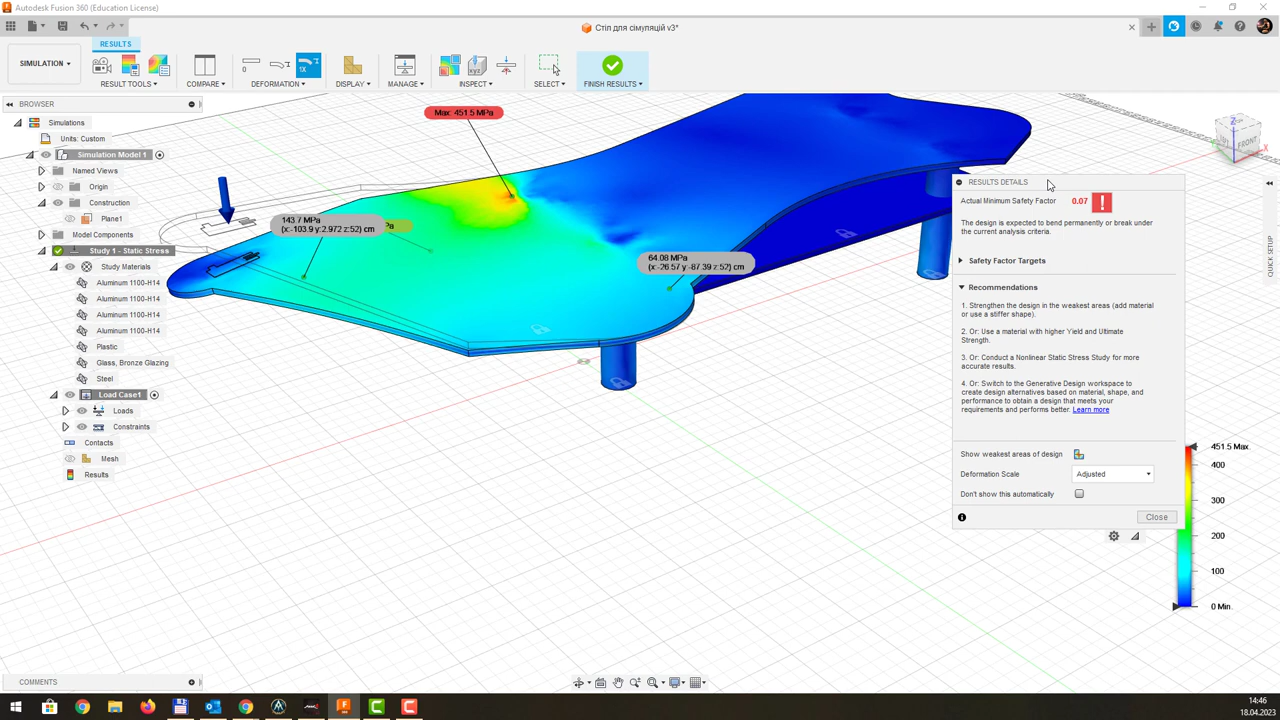 Autodesk Fusion 360 (Education License)
Стіл для сімуляцій v3*
RESULTS
SIMULATION
RESULT TOOLS
COMPARE
DEFORMATION
1X
DISPLAY
MANAGE
INSPECT
SELECT
FINISH RESULTS
BROWSER
Simulations
Units: Custom
Simulation Model 1
Named Views
Origin
Construction
Plane1
Model Components
Study 1 - Static Stress
Study Materials
Aluminum 1100-H14
Aluminum 1100-H14
Aluminum 1100-H14
Aluminum 1100-H14
Plastic
Glass, Bronze Glazing
Steel
Load Case1
Loads
Constraints
Contacts
Mesh
Results
Max: 451.5 MPa
143.7 MPa
(x:-103.9 y:2.972 z:52) cm
64.08 MPa
(x:-26.57 y:-87.39 z:52) cm
Z
X
FRONT
RESULTS DETAILS
Actual Minimum Safety Factor 0.07 !
The design is expected to bend permanently or break under
the current analysis criteria.
Safety Factor Targets
Recommendations
1. Strengthen the design in the weakest areas (add material
or use a stiffer shape).
2. Or: Use a material with higher Yield and Ultimate
Strength.
3. Or: Conduct a Nonlinear Static Stress Study for more
accurate results.
4. Or: Switch to the Generative Design workspace to
create design alternatives based on material, shape, and
performance to obtain a design that meets your
requirements and performs better. Learn more
Show weakest areas of design
Deformation Scale Adjusted
Don't show this automatically
Close
QUICK SETUP
451.5 Max.
400
300
200
100
0 Min.
COMMENTS
14:46
18.04.2023